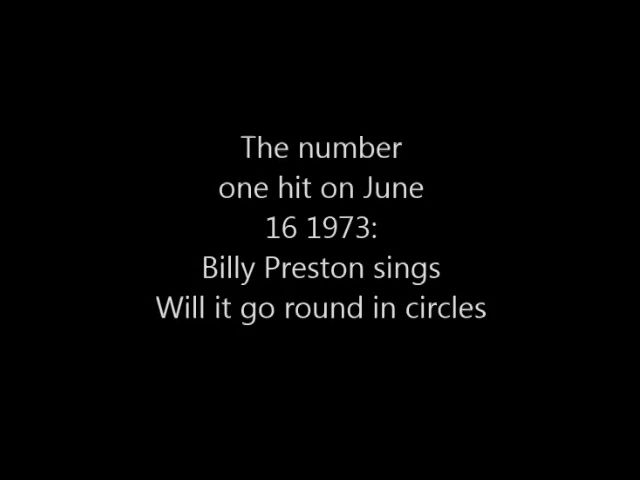 The number
one hit on June
16 1973:
Billy Preston sings
Will it go round in circles